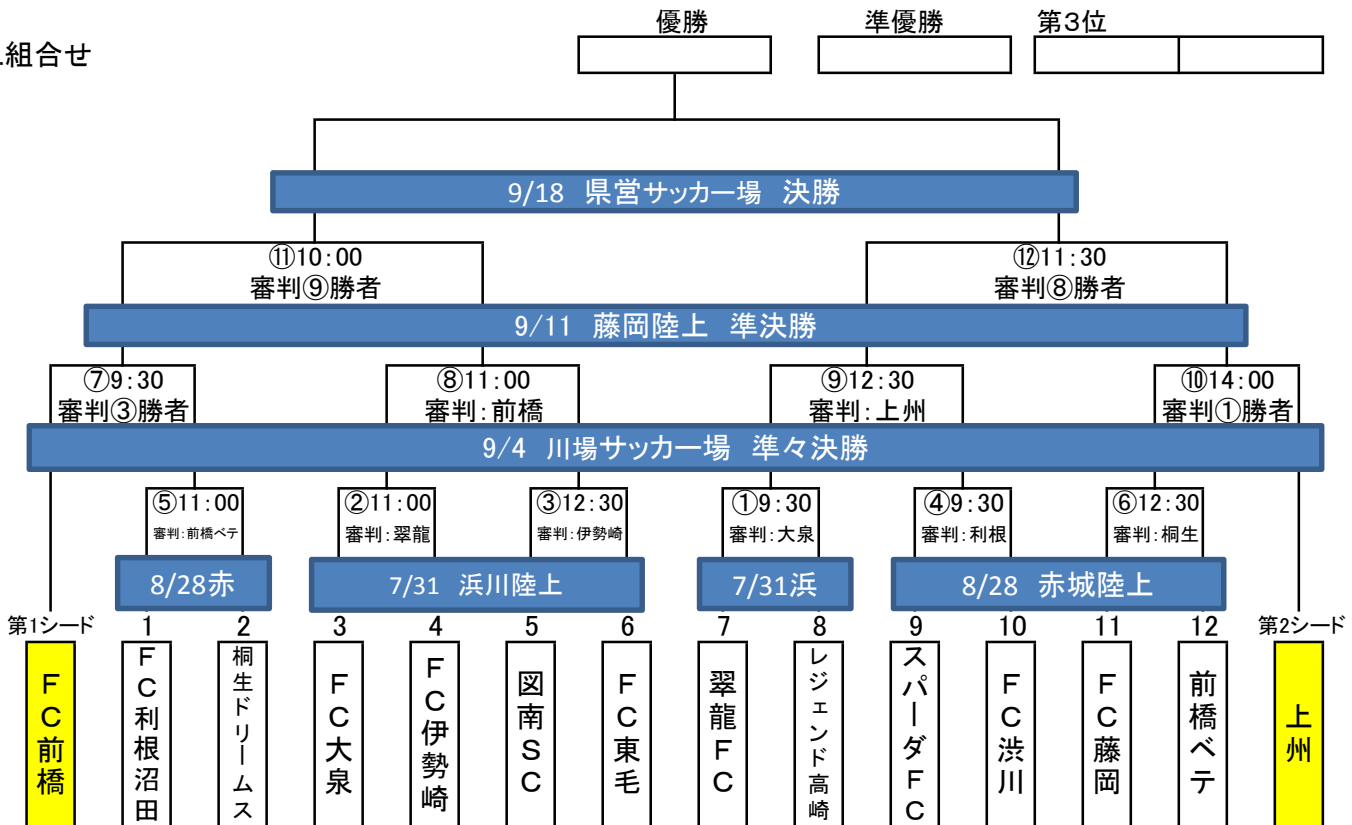 優勝
準優勝
第3位
組合せ
9/18 県営サッカー場 決勝
⑪10:00
審判⑨勝者
⑫11:30
審判⑧勝者
9/11 藤岡陸上 準決勝
⑦9:30
審判③勝者
⑧11:00
審判:前橋
⑨12:30
審判:上州
⑩14:00
審判①勝者
9/4 川場サッカー場 準々決勝
⑤11:00
審判:前橋ベテ
②11:00
審判:翠龍
③12:30
審判:伊勢崎
①9:30
審判:大泉
④9:30
審判:利根
⑥12:30
審判:桐生
8/28赤
7/31 浜川陸上
7/31浜
8/28 赤城陸上
第1シード
1
2
3
4
5
6
7
8
9
10
11
12
第2シード
FC前橋
FC利根沼田
桐生ドリームス
FC大泉
FC伊勢崎
図南SC
FC東毛
翠龍FC
レジェンド高崎
スパーダFC
FC渋川
FC藤岡
前橋ベテ
上州